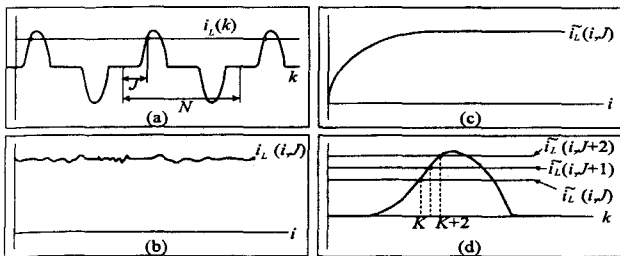 i_L(k)
k
J
N
(a)
i_L (i,J)
i
(b)
ĩ_L(i,J)
i
(c)
ĩ_L(i,J+2)
ĩ_L(i,J+1)
ĩ_L(i,J)
k
K K+2
(d)